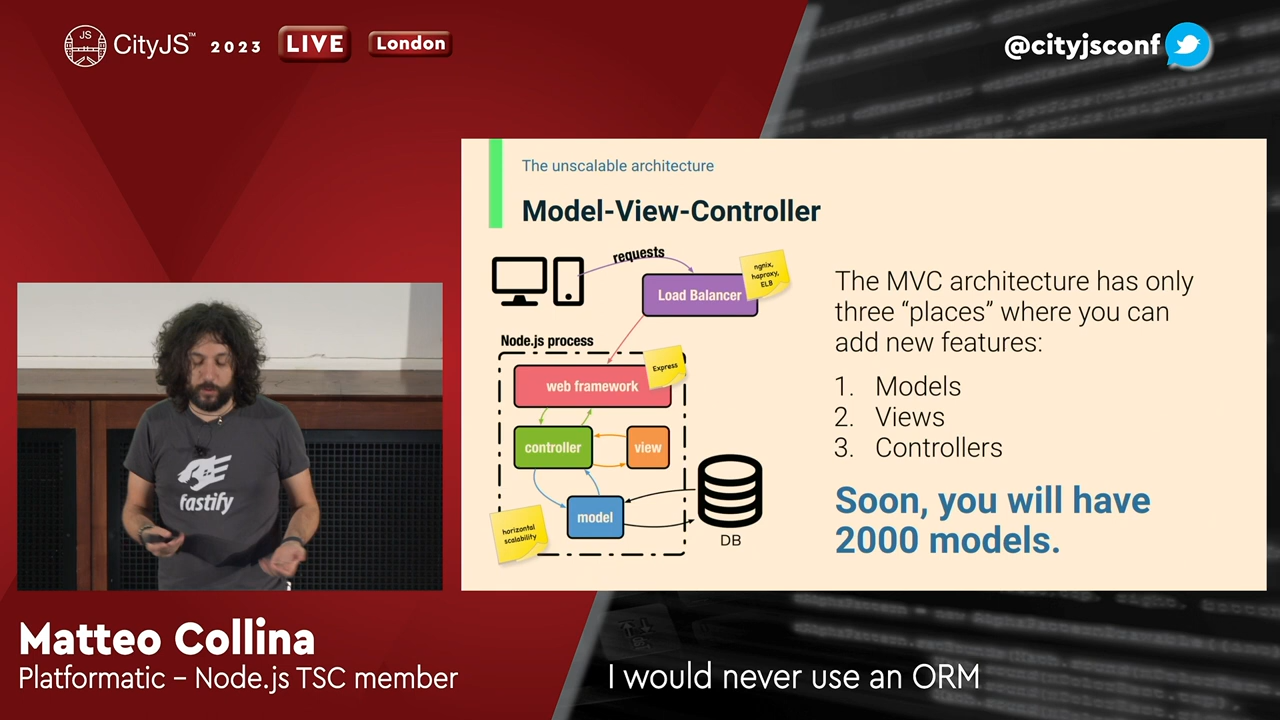 JS
CityJS™ 2023 LIVE London
@cityjsconf
The unscalable architecture
Model-View-Controller
requests
Load Balancer
ngnix,
haproxy,
ELB
Node.js process
web framework
Express
controller
view
model
horizontal
scalability
DB
The MVC architecture has only
three “places” where you can
add new features:
1. Models
2. Views
3. Controllers
Soon, you will have
2000 models.
fastify
Matteo Collina
Platformatic – Node.js TSC member
I would never use an ORM